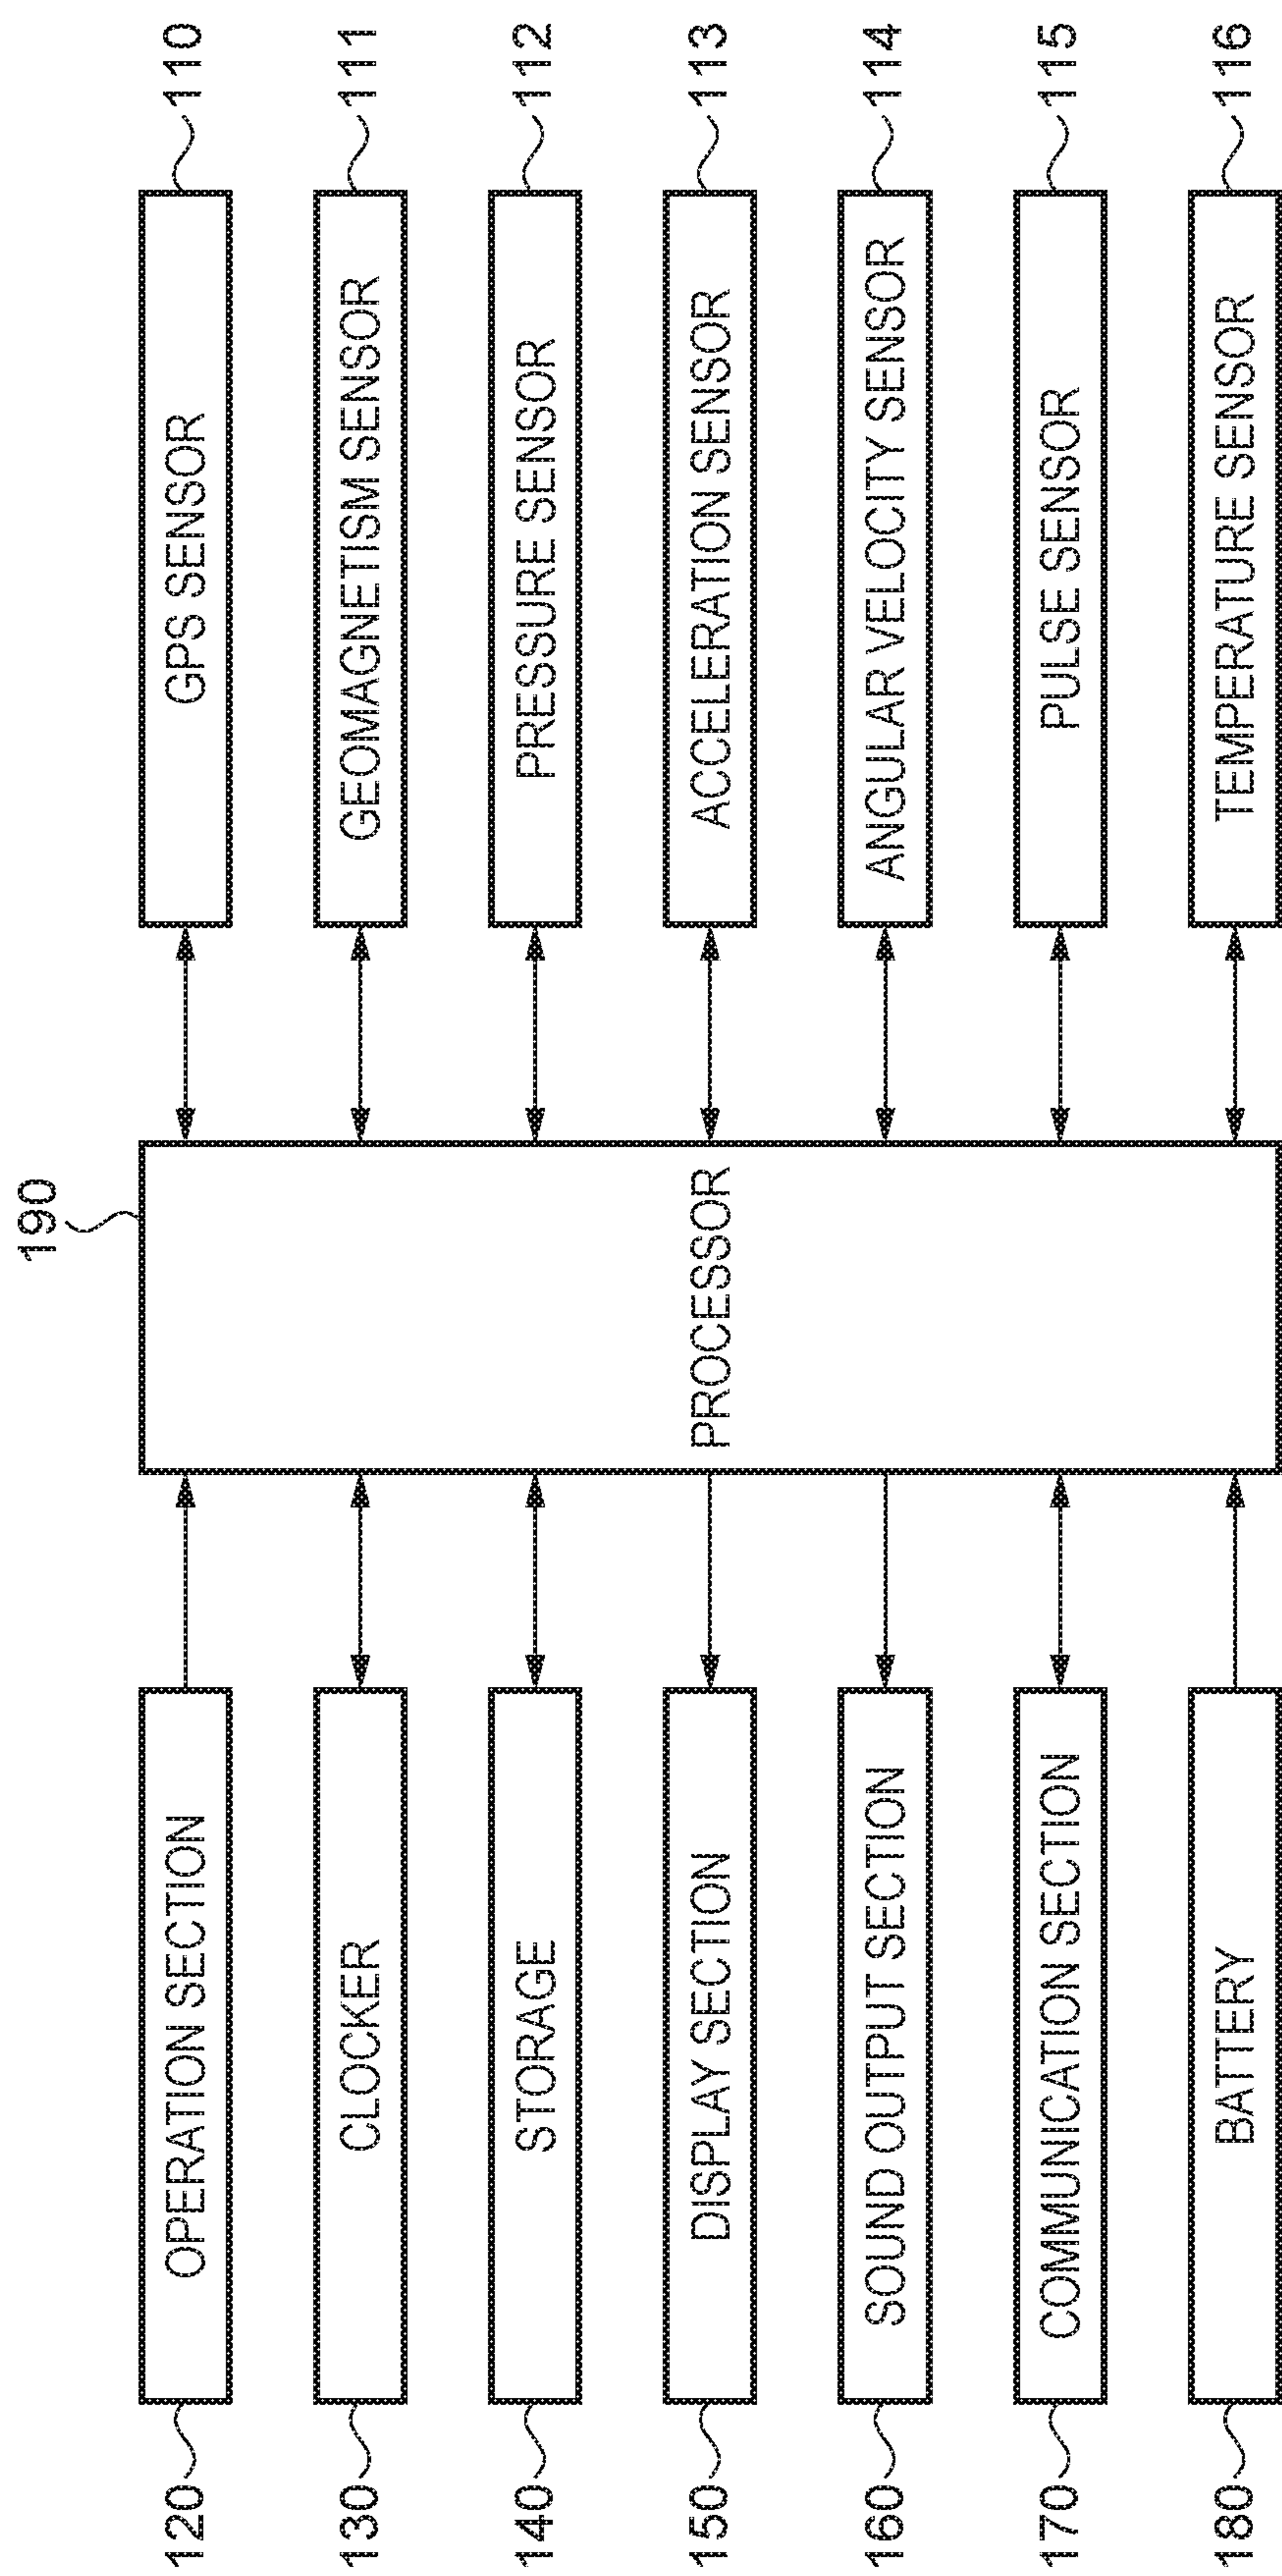 190
120 OPERATION SECTION
PROCESSOR
GPS SENSOR 110
130 CLOCKER
GEOMAGNETISM SENSOR 111
140 STORAGE
PRESSURE SENSOR 112
150 DISPLAY SECTION
ACCELERATION SENSOR 113
160 SOUND OUTPUT SECTION
ANGULAR VELOCITY SENSOR 114
170 COMMUNICATION SECTION
PULSE SENSOR 115
180 BATTERY
TEMPERATURE SENSOR 116